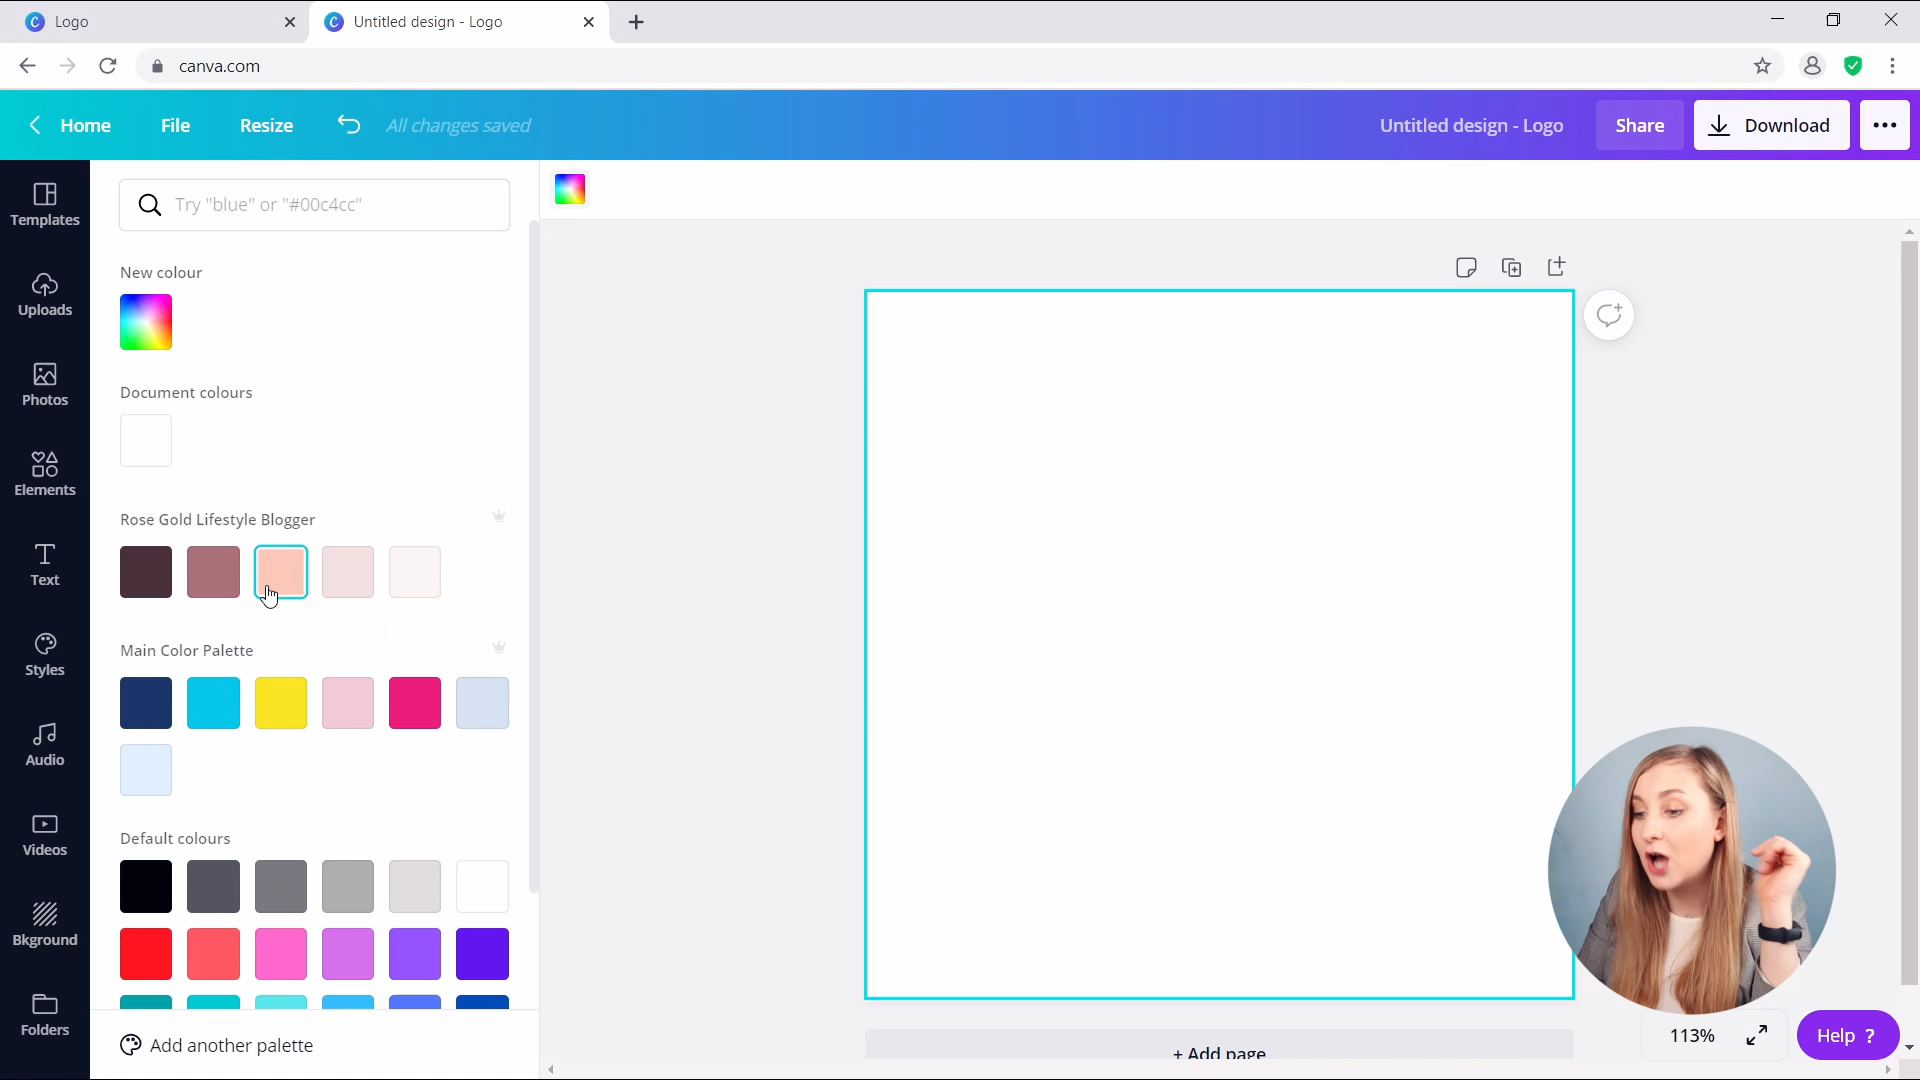 Logo
Untitled design - Logo
canva.com
Home
File
Resize
All changes saved
Untitled design - Logo
Share
Download
Templates
Uploads
Photos
Elements
Text
Styles
Audio
Videos
Bkground
Folders
Try "blue" or "#00c4cc"
New colour
Document colours
Rose Gold Lifestyle Blogger
Main Color Palette
Default colours
Add another palette
+ Add page
113%
Help ?